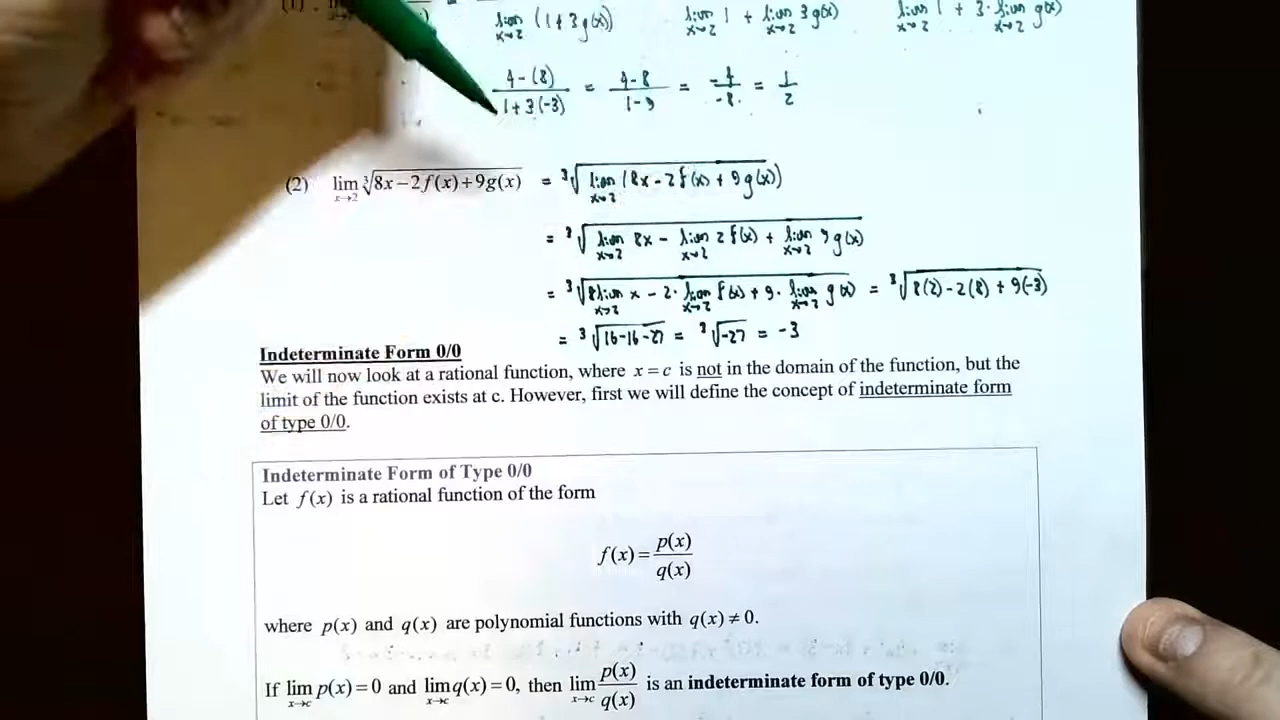 (1)
lim (1+3g(x)) lim 1 + lim 3g(x) lim 1 + 3· lim g(x)
x→2 x→2 x→2 x→2 x→2
4-(8)/1+3(-3) = 4-8/1-9 = -4/-8 = 1/2
(2) lim x→2 ∛(8x−2f(x)+9g(x)) = ∛(lim x→2 (8x-2f(x)+9g(x)))
= ∛(lim x→2 8x - lim x→2 2f(x) + lim x→2 9g(x))
= ∛(8 lim x→2 x - 2· lim x→2 f(x) + 9· lim x→2 g(x)) = ∛(8(2)-2(8)+9(-3))
= ∛(16-16-27) = ∛(-27) = -3
Indeterminate Form 0/0
We will now look at a rational function, where x = c is not in the domain of the function, but the
limit of the function exists at c. However, first we will define the concept of indeterminate form
of type 0/0.
Indeterminate Form of Type 0/0
Let f(x) is a rational function of the form
f(x) = p(x)/q(x)
where p(x) and q(x) are polynomial functions with q(x) ≠ 0.
If lim x→c p(x) = 0 and lim x→c q(x) = 0, then lim x→c p(x)/q(x) is an indeterminate form of type 0/0.